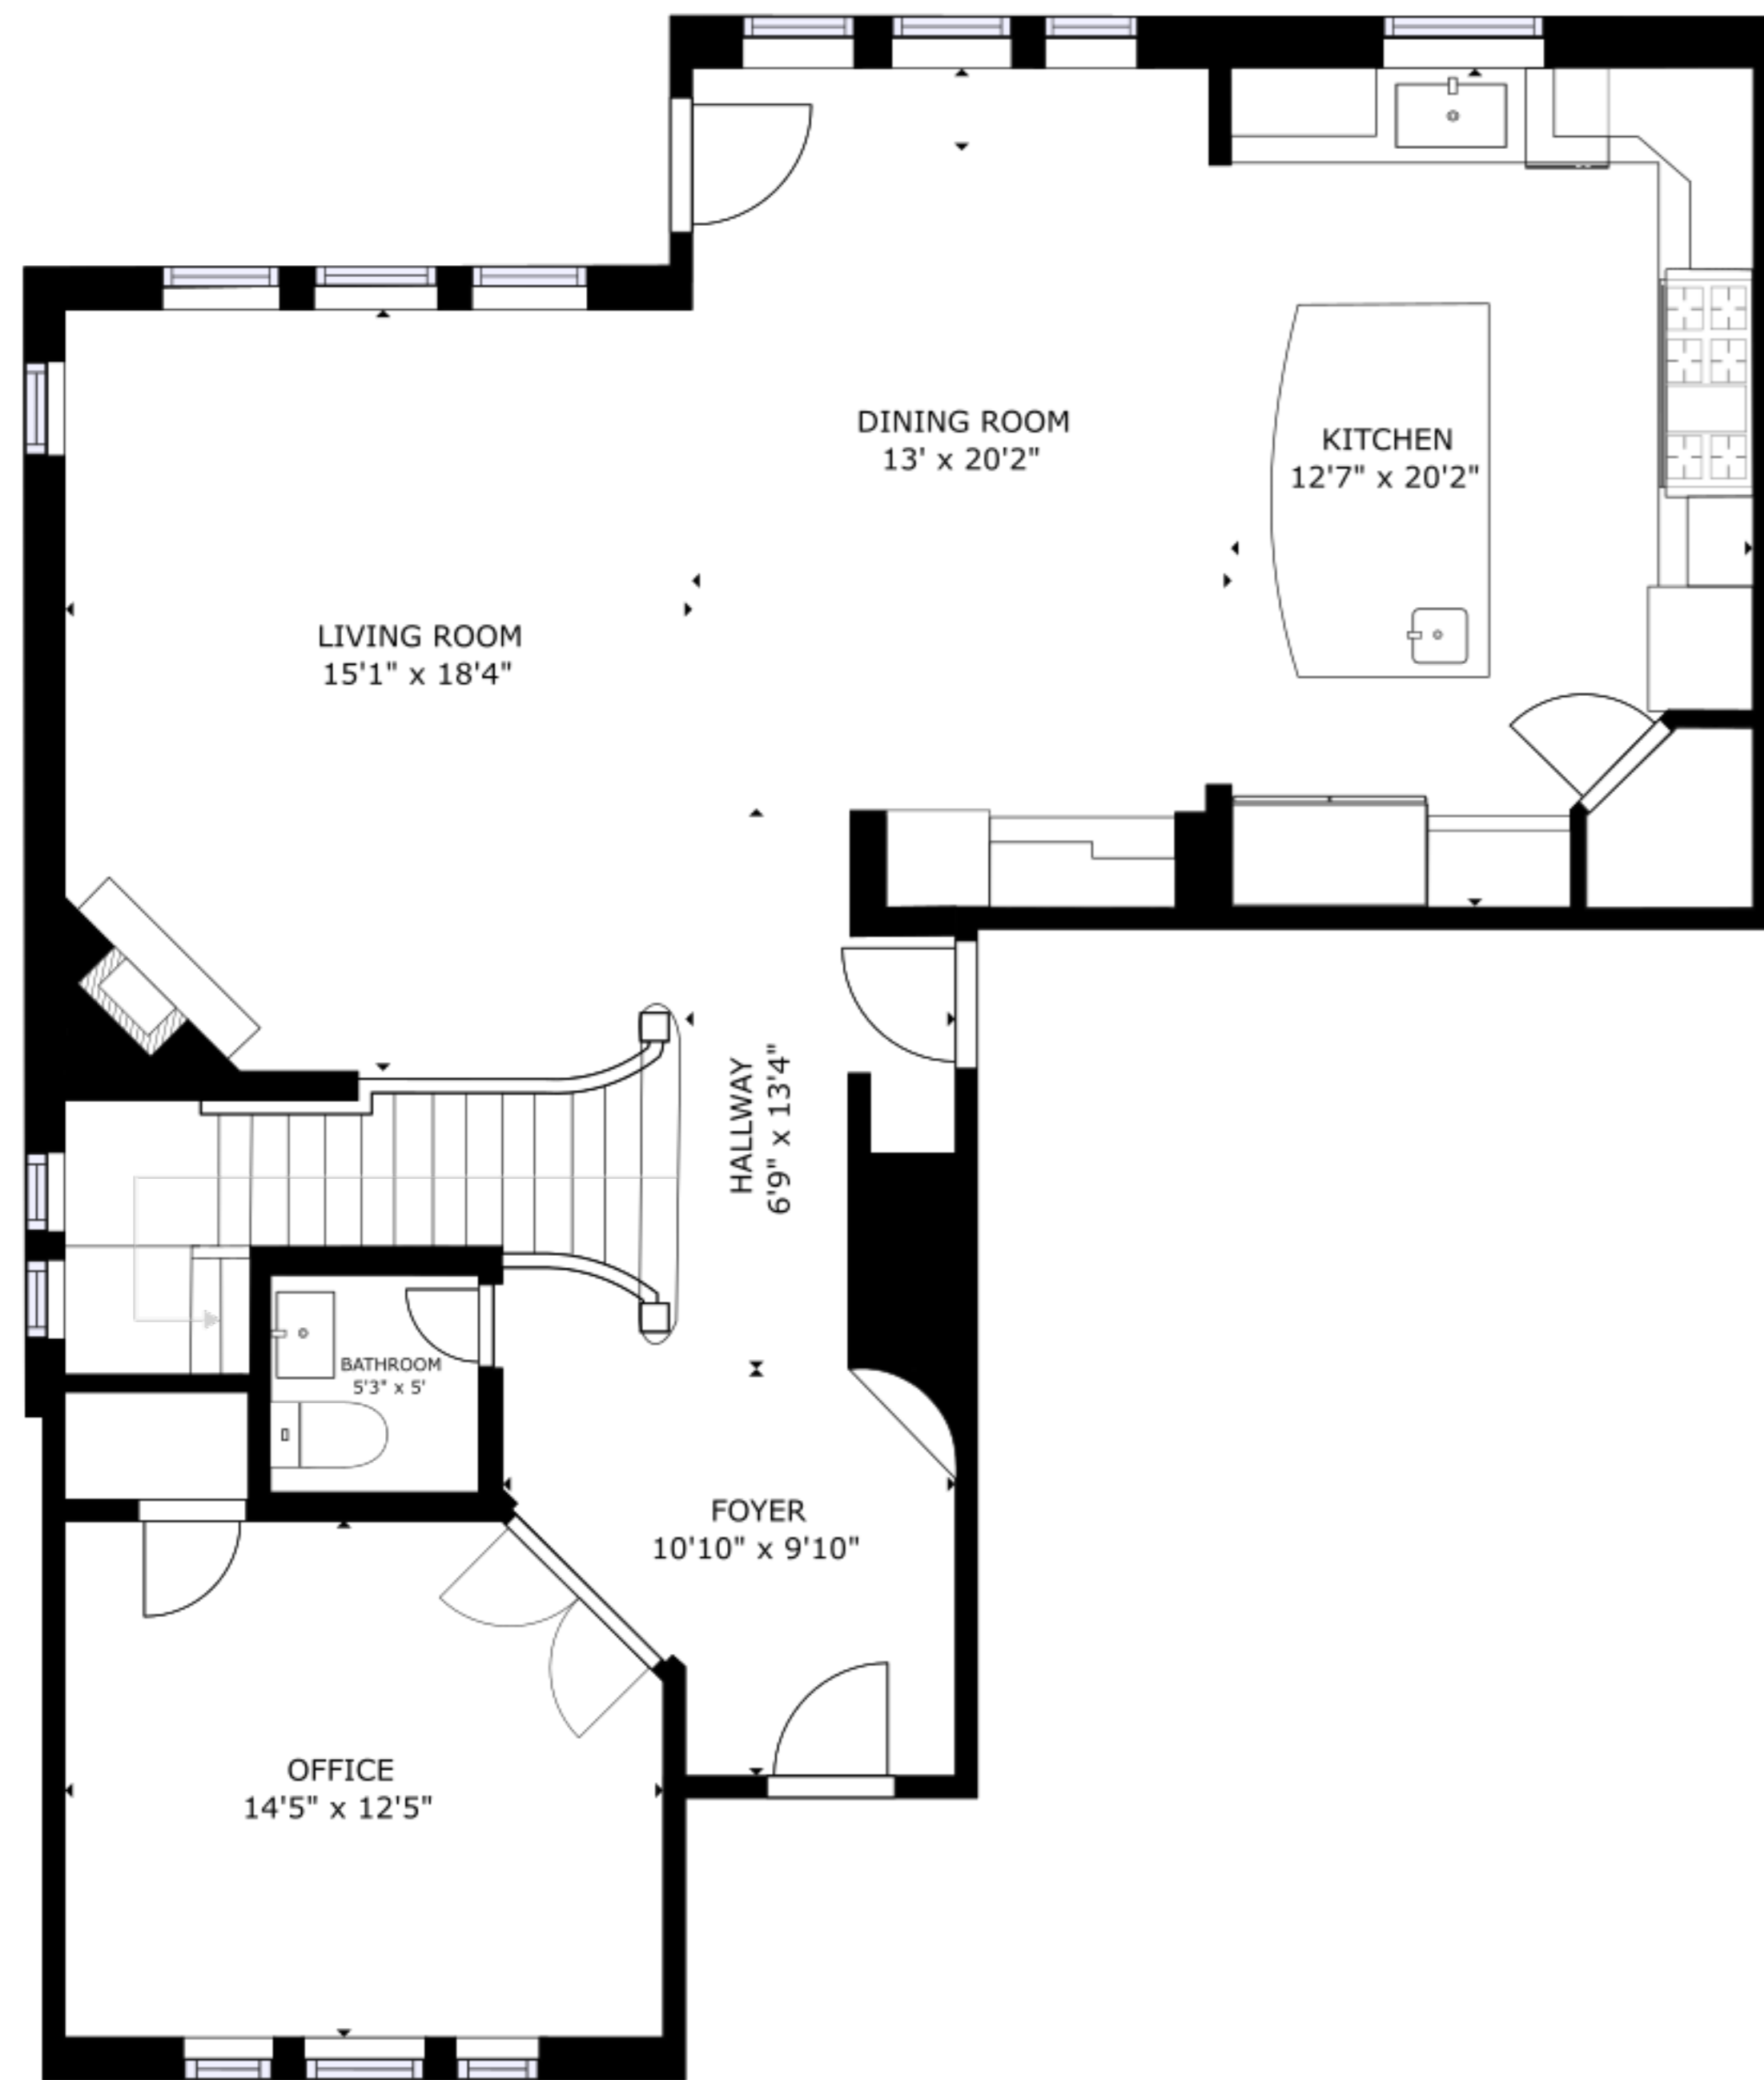 DINING ROOM
13' x 20'2"
KITCHEN
12'7" x 20'2"
LIVING ROOM
15'1" x 18'4"
HALLWAY
6'9" x 13'4"
BATHROOM
5'3" x 5'
FOYER
10'10" x 9'10"
OFFICE
14'5" x 12'5"